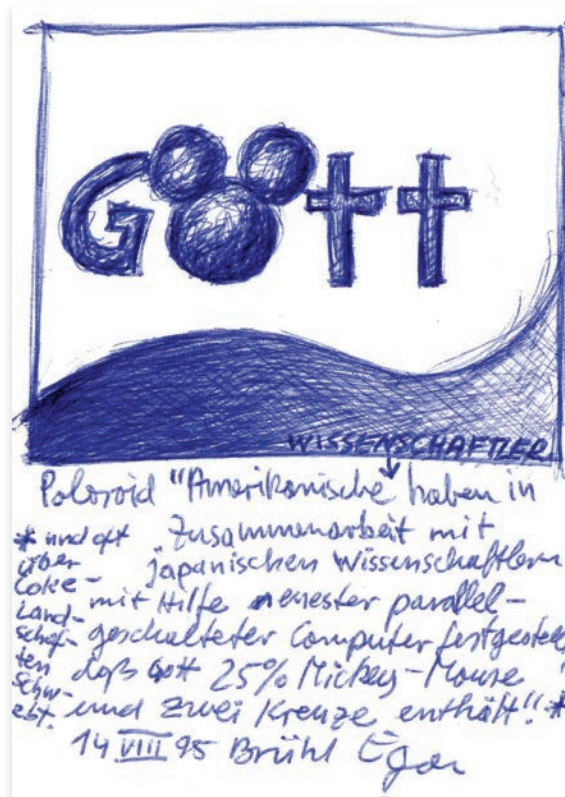 Gott
WISSENSCHAFTLER
Poloroid "Amerikanische haben in
Zusammenarbeit mit
japanischen Wissenschaftlern
mit Hilfe neuester parallel-
geschalteter Computer festgestellt,
daß Gott 25% Mickey-Mouse
und zwei Kreuze enthält!"*
* und oft
über
Coke-
Land-
schaf-
ten
schw-
ebt.
14 VIII 95 Brühl